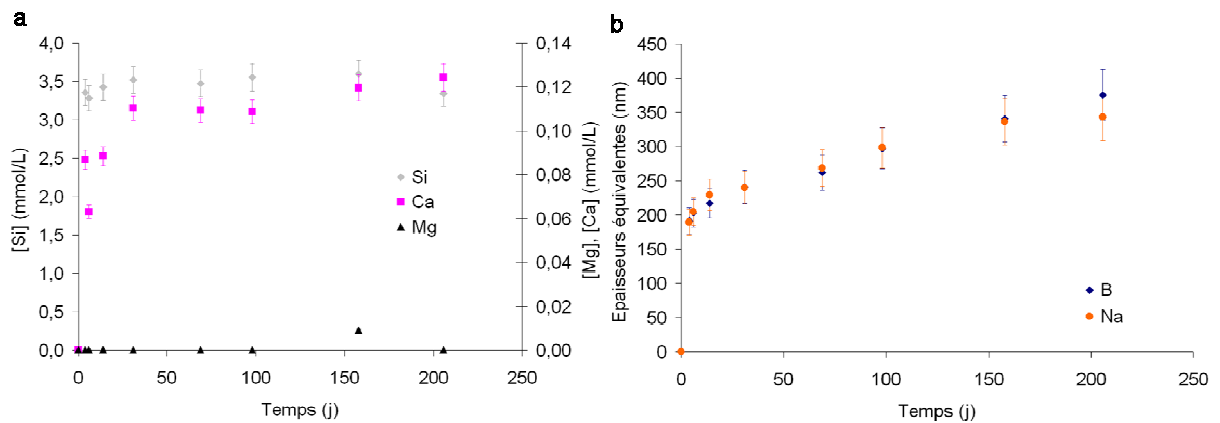 a
[Si] (mmol/L)
4,0
3,5
3,0
2,5
2,0
1,5
1,0
0,5
0,0
0,14
0,12
0,10
0,08
0,06
0,04
0,02
0,00
[Mg], [Ca] (mmol/L)
Si
Ca
Mg
0 50 100 150 200 250
Temps (j)
b
Epaisseurs équivalentes (nm)
450
400
350
300
250
200
150
100
50
0
B
Na
0 50 100 150 200 250
Temps (j)